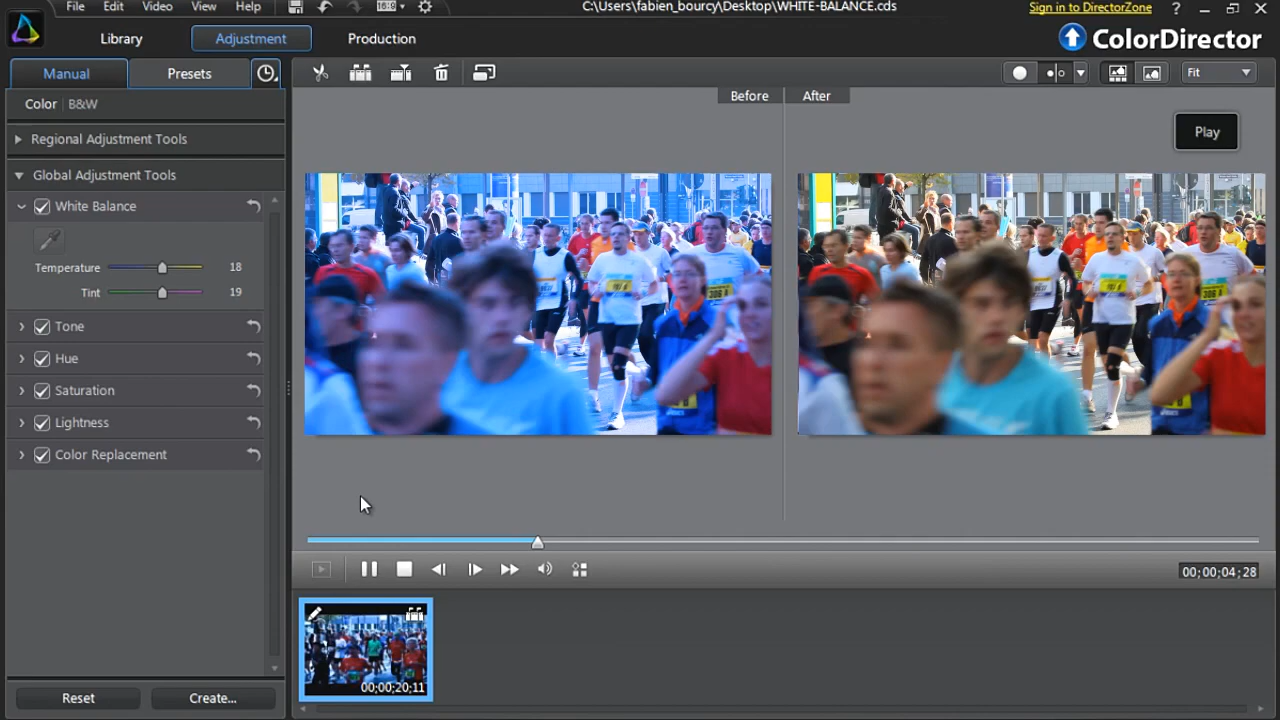 File Edit Video View Help 16:9 C:\Users\fabien_bourcy\Desktop\WHITE-BALANCE.cds Sign in to DirectorZone ?
Library Adjustment Production ColorDirector
Manual Presets Fit
Before After
Color B&W
Play
Regional Adjustment Tools
Global Adjustment Tools
White Balance
Temperature 18
Tint 19
Tone
Hue
Saturation
Lightness
Color Replacement
00;00;04;28
00;00;20;11
Reset Create...